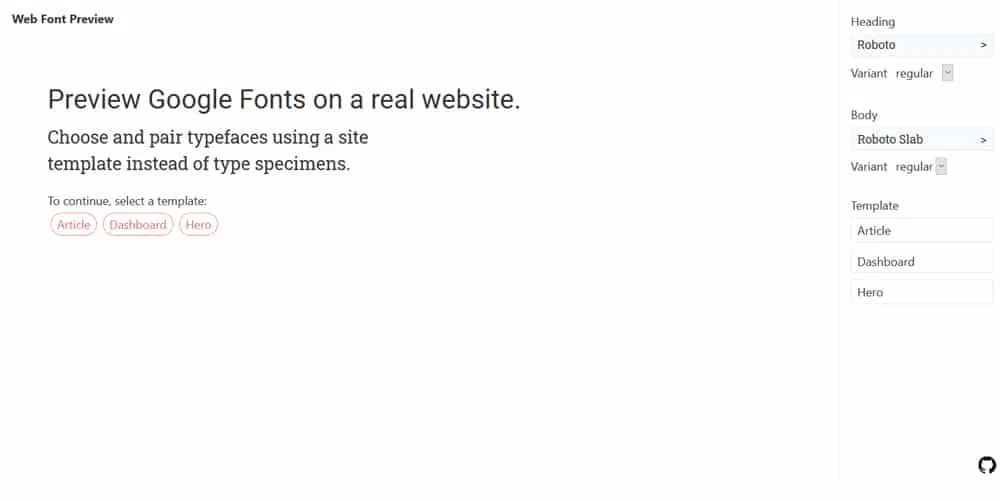 Web Font Preview
Preview Google Fonts on a real website.
Choose and pair typefaces using a site
template instead of type specimens.
To continue, select a template:
Article Dashboard Hero
Heading
Roboto >
Variant regular
Body
Roboto Slab >
Variant regular
Template
Article
Dashboard
Hero